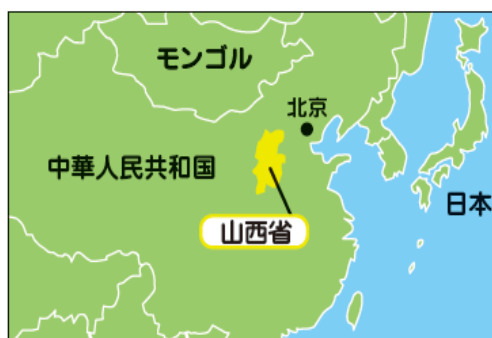 モンゴル
北京
中華人民共和国
日本
山西省